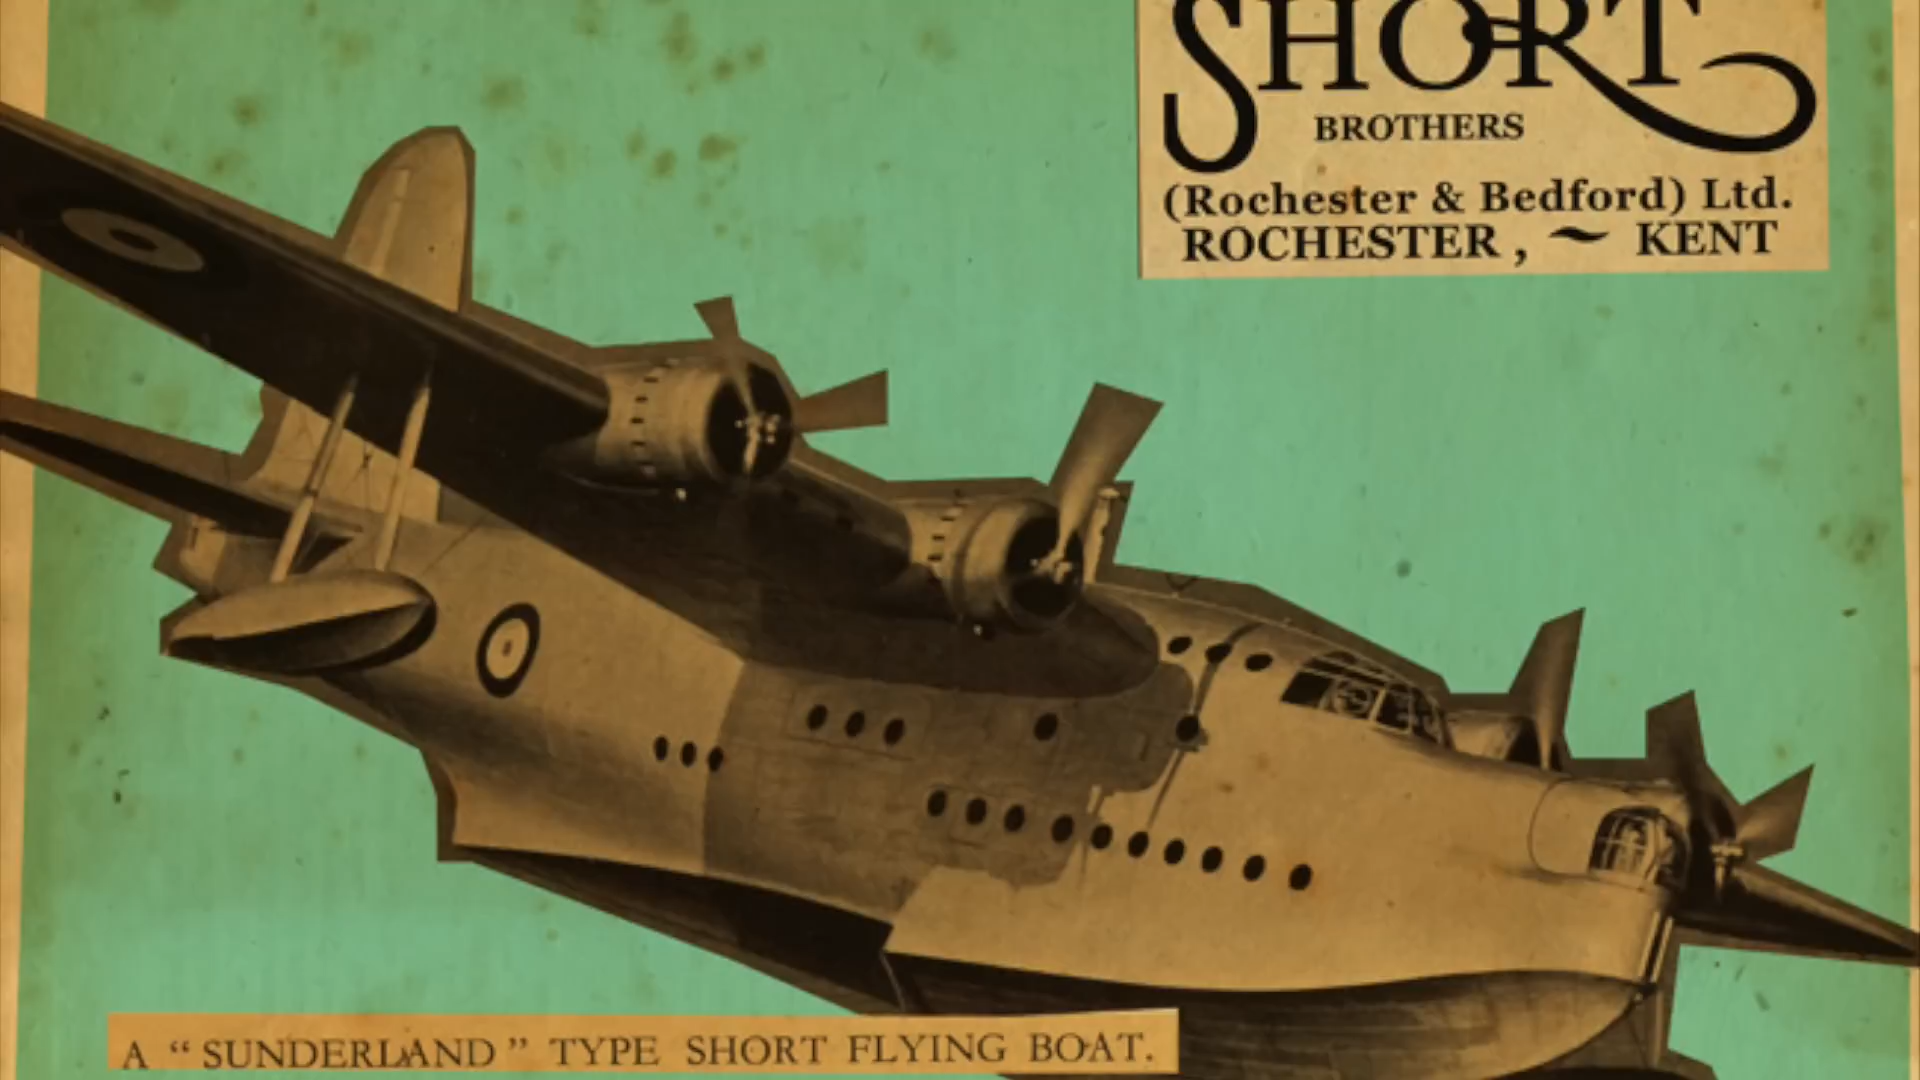 SHORT
BROTHERS
(Rochester & Bedford) Ltd.
ROCHESTER, ~ KENT
A "SUNDERLAND" TYPE SHORT FLYING BOAT.